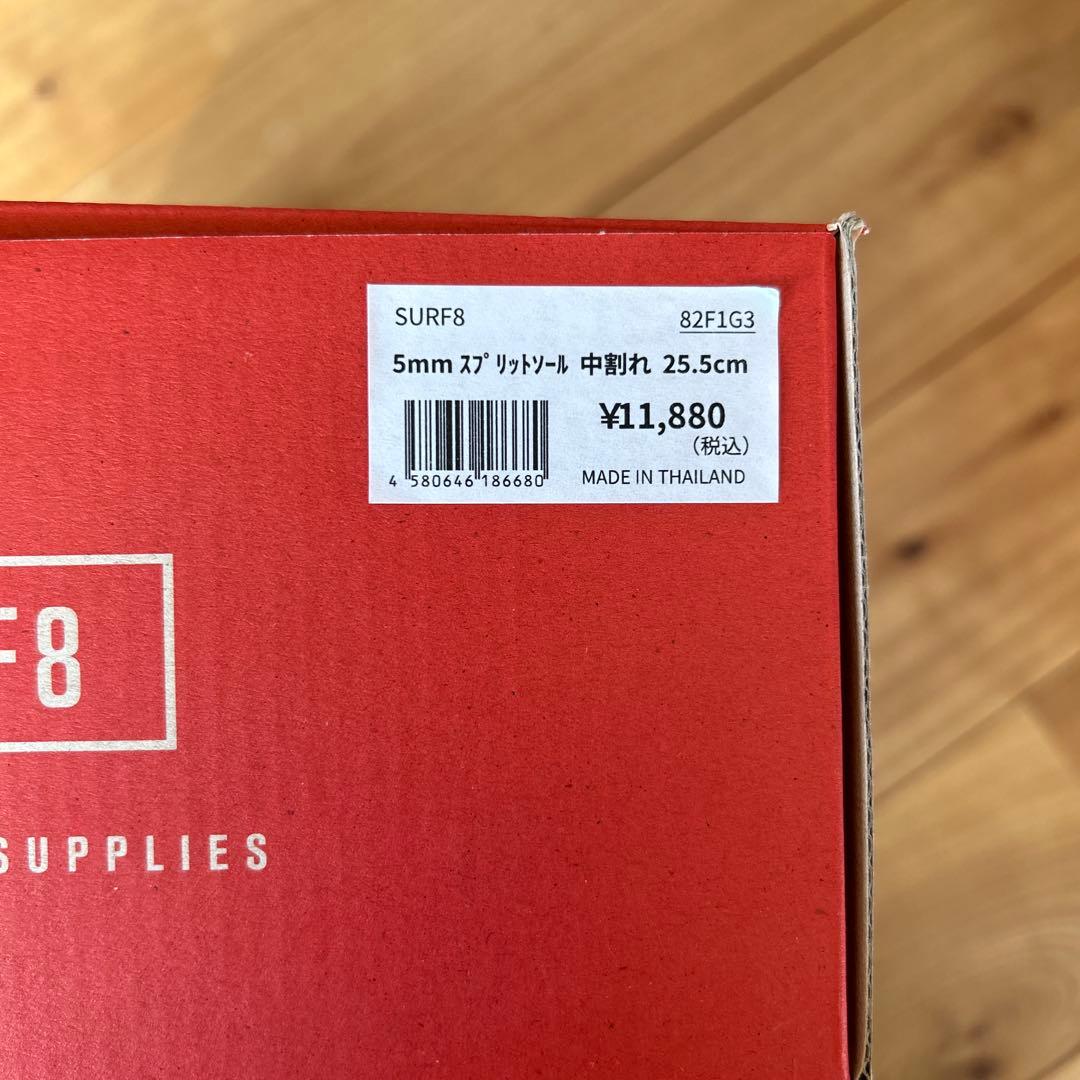 SURF8 82F1G3
5mm ｽﾌﾟﾘｯﾄｿｰﾙ 中割れ 25.5cm
¥11,880
(税込)
4 580646 186680 MADE IN THAILAND
F8
SUPPLIES